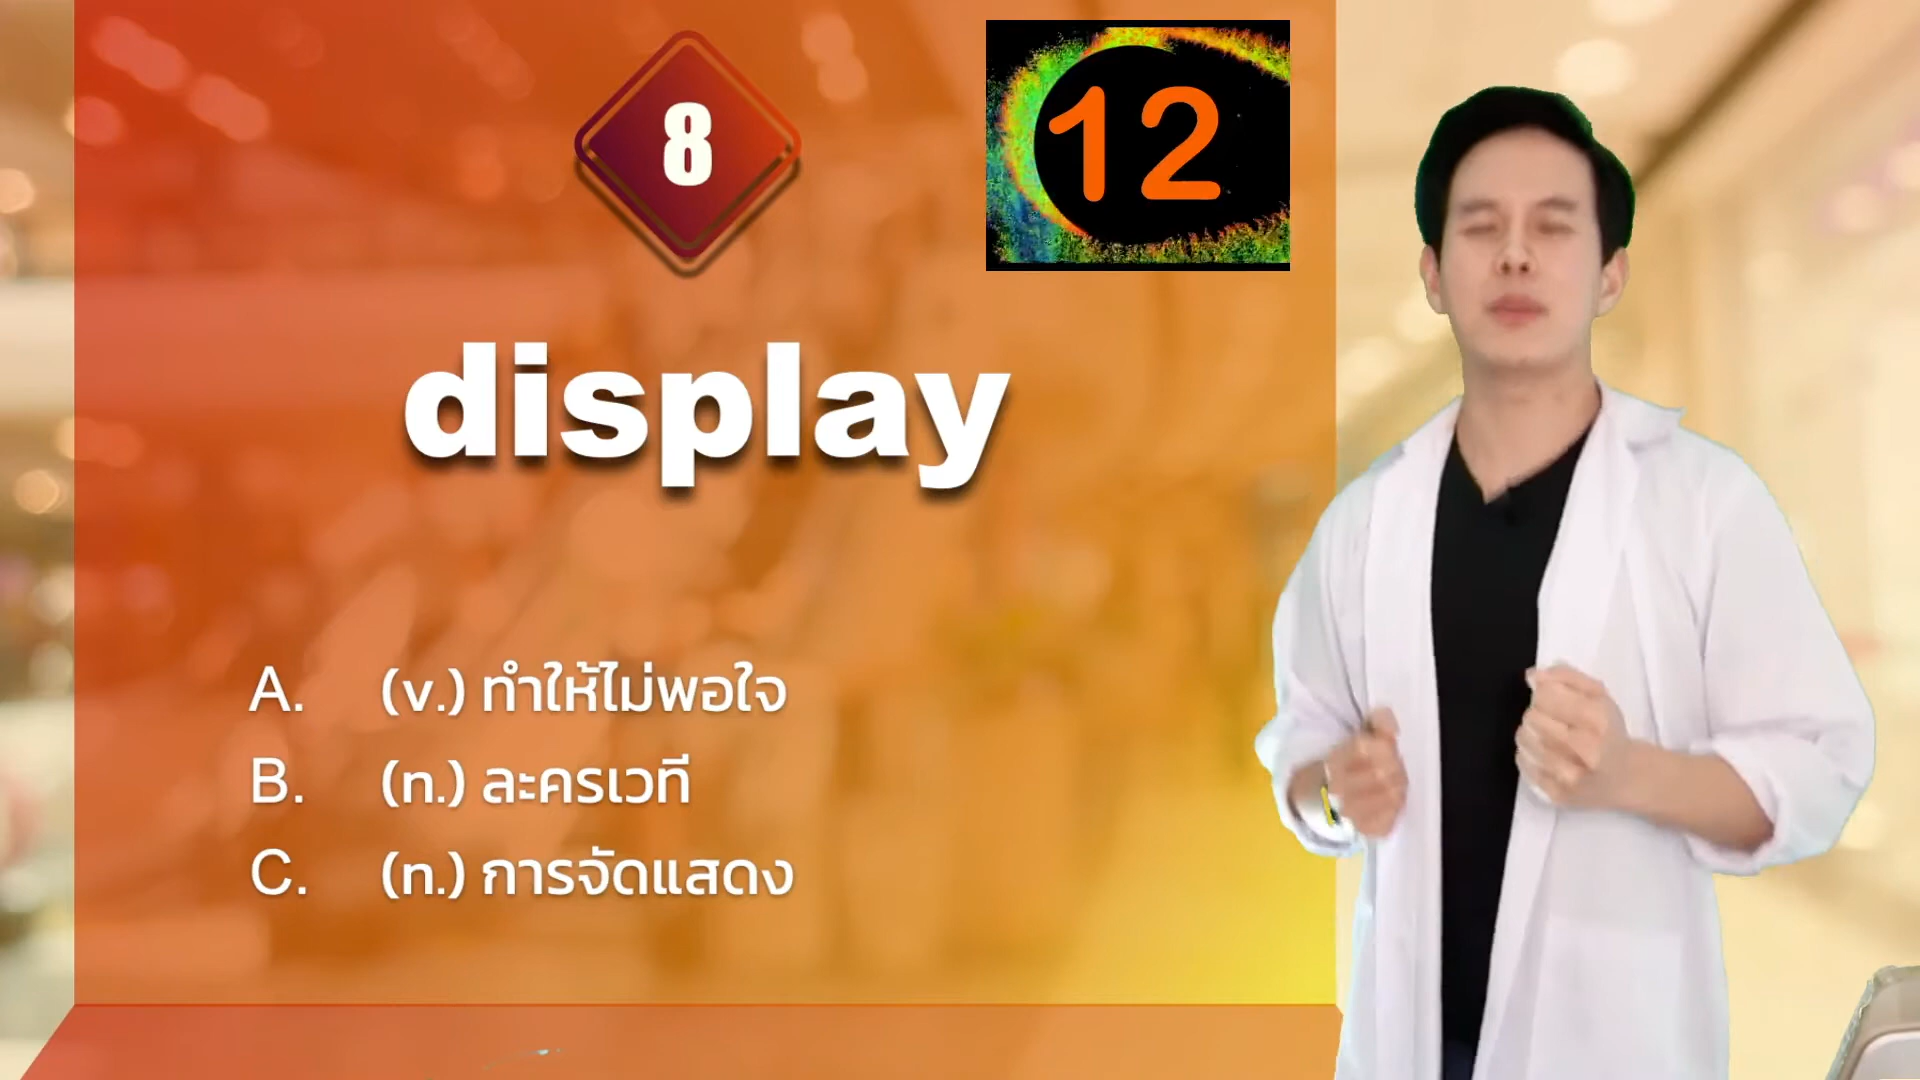 8
12
display
A. (v.) ทำให้ไม่พอใจ
B. (n.) ละครเวที
C. (n.) การจัดแสดง